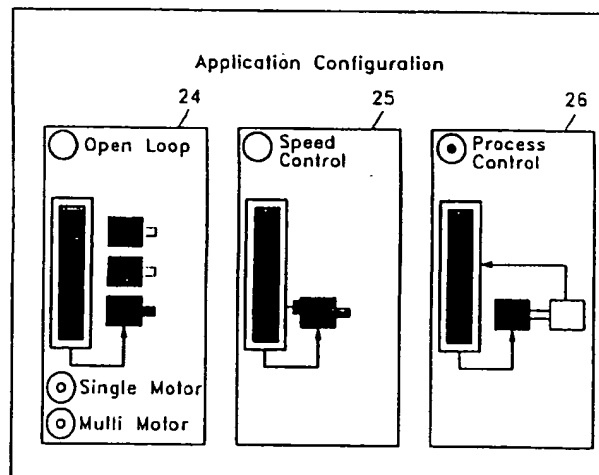 Application Configuration
24
25
26
Open Loop
Speed
Control
Process
Control
Single Motor
Multi Motor